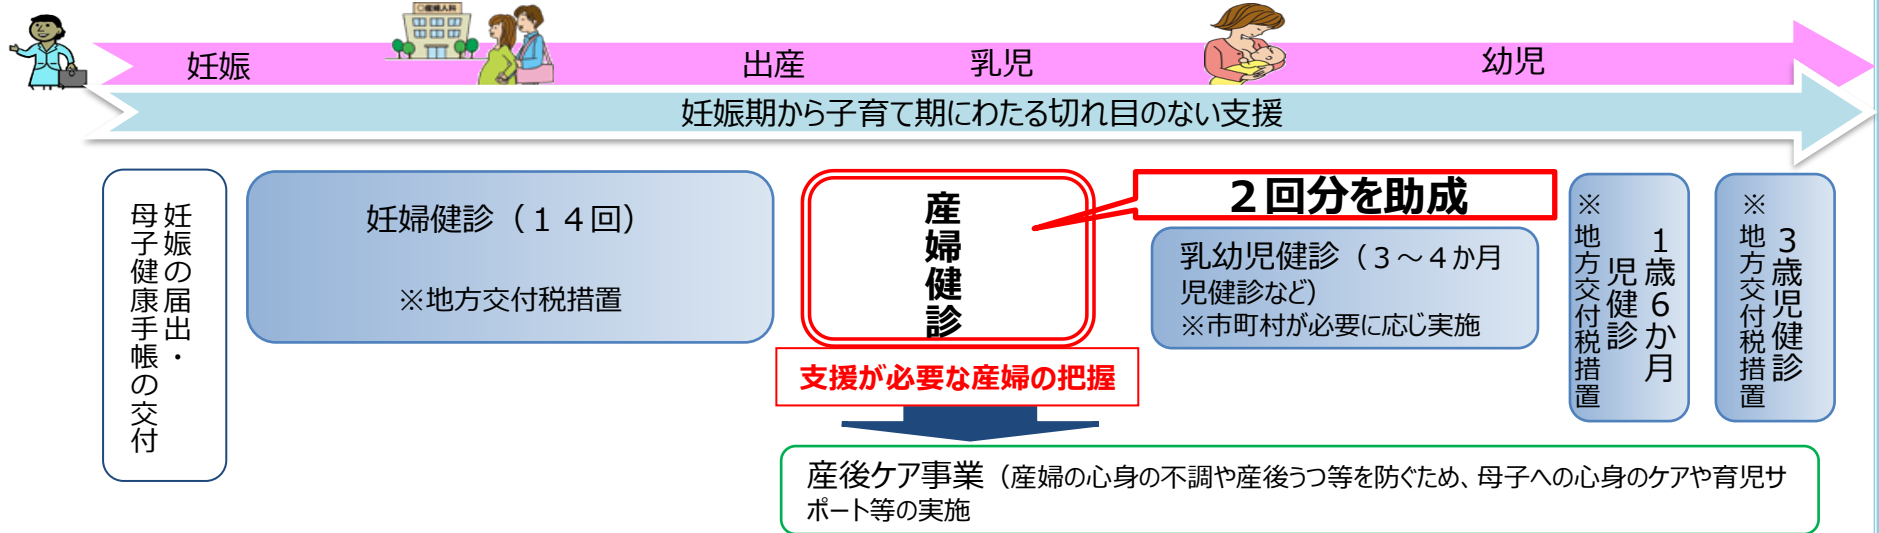 ○産婦人科
妊娠
出産
乳児
幼児
妊娠期から子育て期にわたる切れ目のない支援
妊娠の届出・
母子健康手帳の交付
妊婦健診（１４回）
※地方交付税措置
産婦健診
２回分を助成
乳幼児健診（３～４か月
児健診など）
※市町村が必要に応じ実施
１歳６か月
児健診
※地方交付税措置
３歳児健診
※地方交付税措置
支援が必要な産婦の把握
産後ケア事業（産婦の心身の不調や産後うつ等を防ぐため、母子への心身のケアや育児サ
ポート等の実施